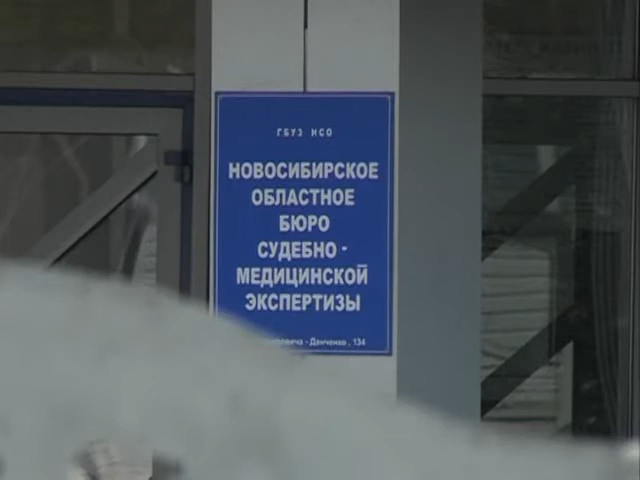 ГБУЗ НСО
НОВОСИБИРСКОЕ
ОБЛАСТНОЕ
БЮРО
СУДЕБНО -
МЕДИЦИНСКОЙ
ЭКСПЕРТИЗЫ
- Данченко , 134